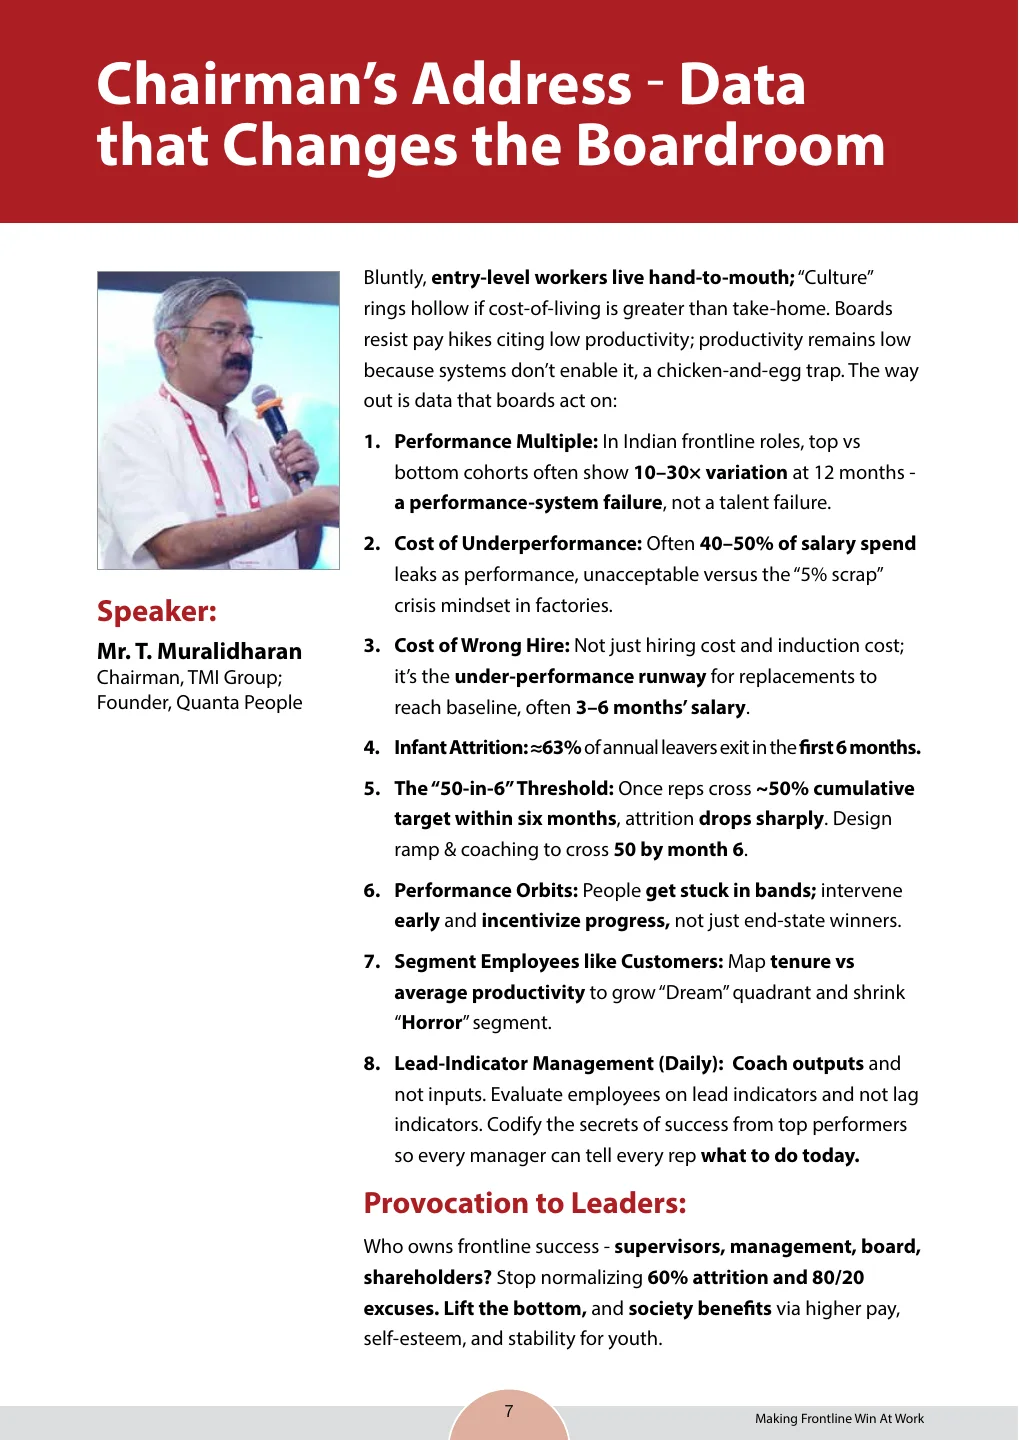 Chairman’s Address - Data
that Changes the Boardroom
Speaker:
Mr. T. Muralidharan
Chairman, TMI Group;
Founder, Quanta People
Bluntly, entry-level workers live hand-to-mouth; “Culture”
rings hollow if cost-of-living is greater than take-home. Boards
resist pay hikes citing low productivity; productivity remains low
because systems don’t enable it, a chicken-and-egg trap. The way
out is data that boards act on:
1. Performance Multiple: In Indian frontline roles, top vs
bottom cohorts often show 10–30× variation at 12 months -
a performance-system failure, not a talent failure.
2. Cost of Underperformance: Often 40–50% of salary spend
leaks as performance, unacceptable versus the “5% scrap”
crisis mindset in factories.
3. Cost of Wrong Hire: Not just hiring cost and induction cost;
it’s the under-performance runway for replacements to
reach baseline, often 3–6 months’ salary.
4. Infant Attrition: ≈63% of annual leavers exit in the first 6 months.
5. The “50-in-6” Threshold: Once reps cross ~50% cumulative
target within six months, attrition drops sharply. Design
ramp & coaching to cross 50 by month 6.
6. Performance Orbits: People get stuck in bands; intervene
early and incentivize progress, not just end-state winners.
7. Segment Employees like Customers: Map tenure vs
average productivity to grow “Dream” quadrant and shrink
“Horror” segment.
8. Lead-Indicator Management (Daily): Coach outputs and
not inputs. Evaluate employees on lead indicators and not lag
indicators. Codify the secrets of success from top performers
so every manager can tell every rep what to do today.
Provocation to Leaders:
Who owns frontline success - supervisors, management, board,
shareholders? Stop normalizing 60% attrition and 80/20
excuses. Lift the bottom, and society benefits via higher pay,
self-esteem, and stability for youth.
7
Making Frontline Win At Work